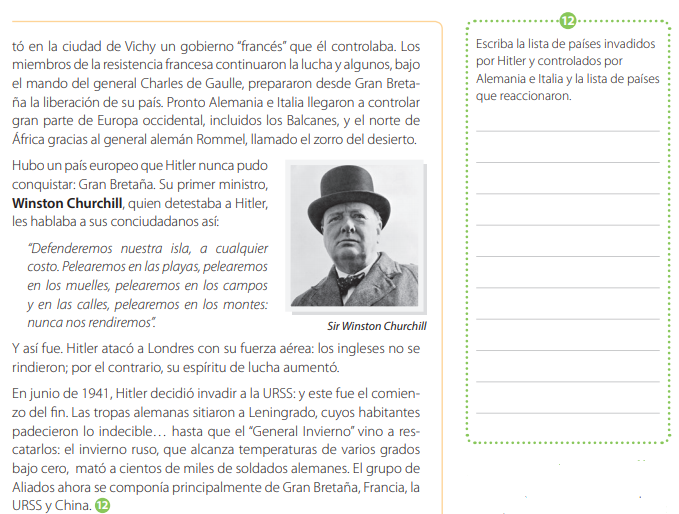 tó en la ciudad de Vichy un gobierno “francés” que él controlaba. Los
miembros de la resistencia francesa continuaron la lucha y algunos, bajo
el mando del general Charles de Gaulle, prepararon desde Gran Breta-
ña la liberación de su país. Pronto Alemania e Italia llegaron a controlar
gran parte de Europa occidental, incluidos los Balcanes, y el norte de
África gracias al general alemán Rommel, llamado el zorro del desierto.
Hubo un país europeo que Hitler nunca pudo
conquistar: Gran Bretaña. Su primer ministro,
Winston Churchill, quien detestaba a Hitler,
les hablaba a sus conciudadanos así:
“Defenderemos nuestra isla, a cualquier
costo. Pelearemos en las playas, pelearemos
en los muelles, pelearemos en los campos
y en las calles, pelearemos en los montes:
nunca nos rendiremos”.
Sir Winston Churchill
Y así fue. Hitler atacó a Londres con su fuerza aérea: los ingleses no se
rindieron; por el contrario, su espíritu de lucha aumentó.
En junio de 1941, Hitler decidió invadir a la URSS: y este fue el comien-
zo del fin. Las tropas alemanas sitiaron a Leningrado, cuyos habitantes
padecieron lo indecible… hasta que el “General Invierno” vino a res-
catarlos: el invierno ruso, que alcanza temperaturas de varios grados
bajo cero, mató a cientos de miles de soldados alemanes. El grupo de
Aliados ahora se componía principalmente de Gran Bretaña, Francia, la
URSS y China. 12
12
Escriba la lista de países invadidos
por Hitler y controlados por
Alemania e Italia y la lista de países
que reaccionaron.